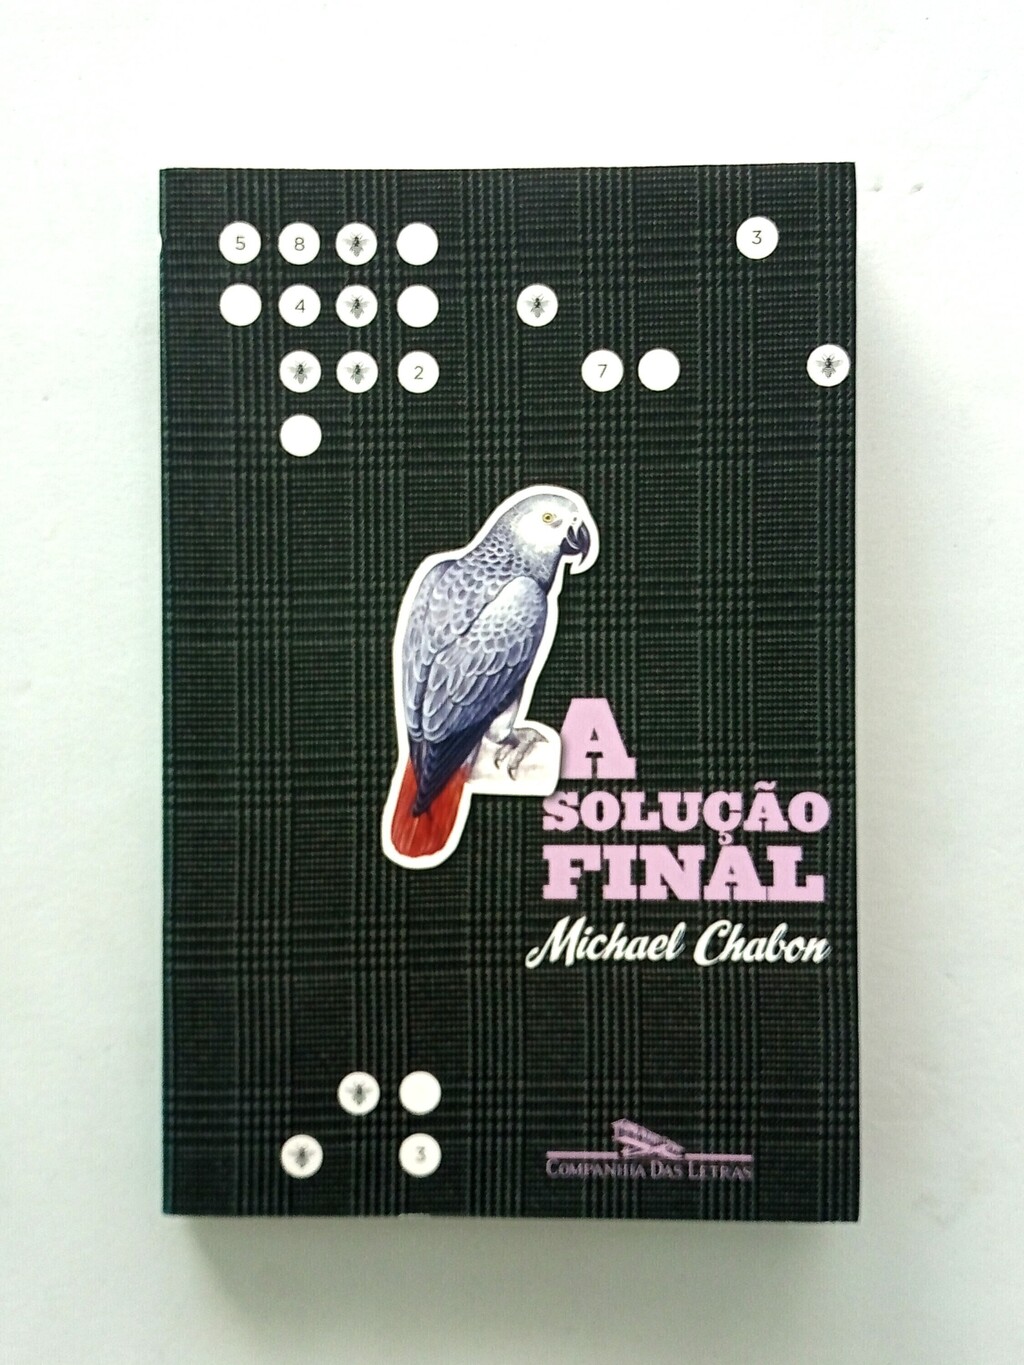 5 8 3
4
2 7
A
SOLUÇÃO
FINAL
Michael Chabon
3
COMPANHIA DAS LETRAS